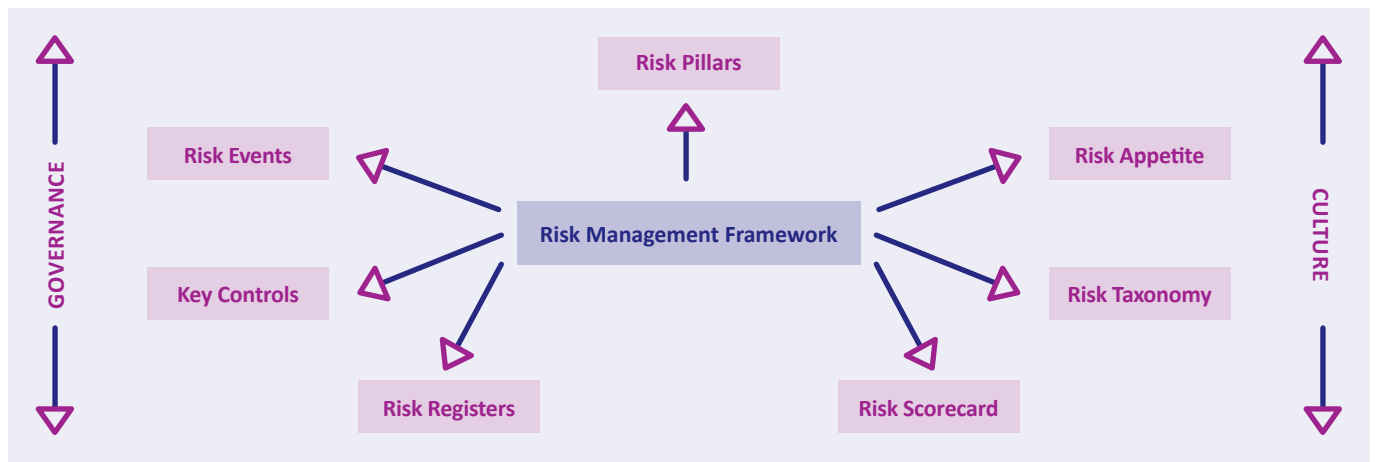 Risk Pillars
Risk Events
Risk Appetite
GOVERNANCE
Risk Management Framework
CULTURE
Key Controls
Risk Taxonomy
Risk Registers
Risk Scorecard